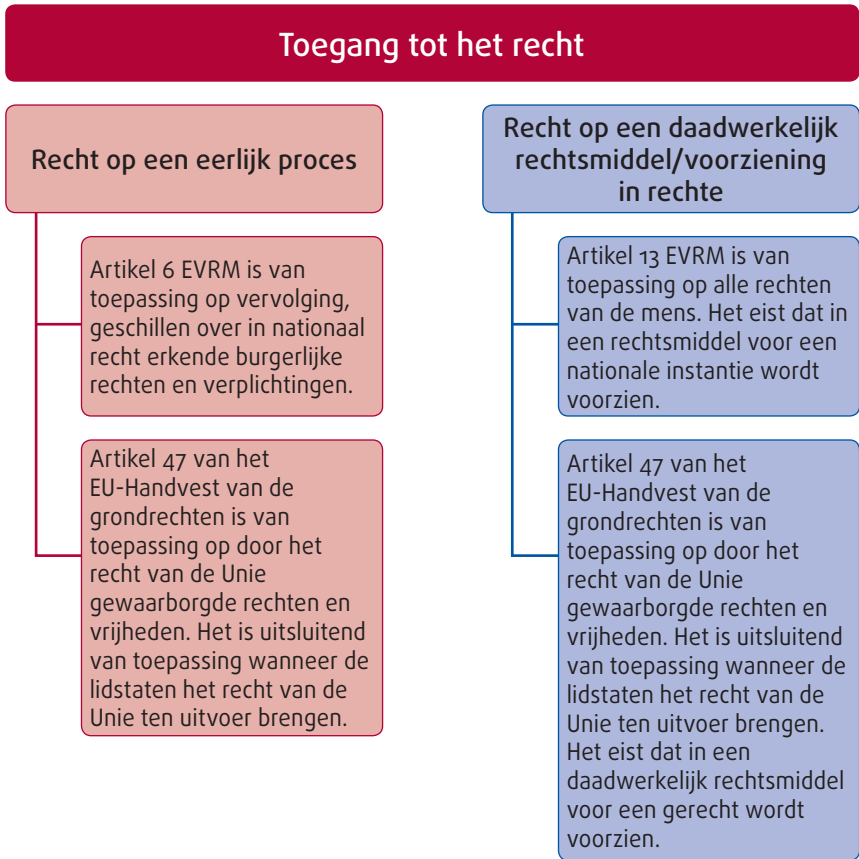 Toegang tot het recht
Recht op een eerlijk proces
Artikel 6 EVRM is van
toepassing op vervolging,
geschillen over in nationaal
recht erkende burgerlijke
rechten en verplichtingen.
Artikel 47 van het
EU-Handvest van de
grondrechten is van
toepassing op door het
recht van de Unie
gewaarborgde rechten en
vrijheden. Het is uitsluitend
van toepassing wanneer de
lidstaten het recht van de
Unie ten uitvoer brengen.
Recht op een daadwerkelijk
rechtsmiddel/voorziening
in rechte
Artikel 13 EVRM is van
toepassing op alle rechten
van de mens. Het eist dat in
een rechtsmiddel voor een
nationale instantie wordt
voorzien.
Artikel 47 van het
EU-Handvest van de
grondrechten is van
toepassing op door het
recht van de Unie
gewaarborgde rechten en
vrijheden. Het is uitsluitend
van toepassing wanneer de
lidstaten het recht van de
Unie ten uitvoer brengen.
Het eist dat in een
daadwerkelijk rechtsmiddel
voor een gerecht wordt
voorzien.